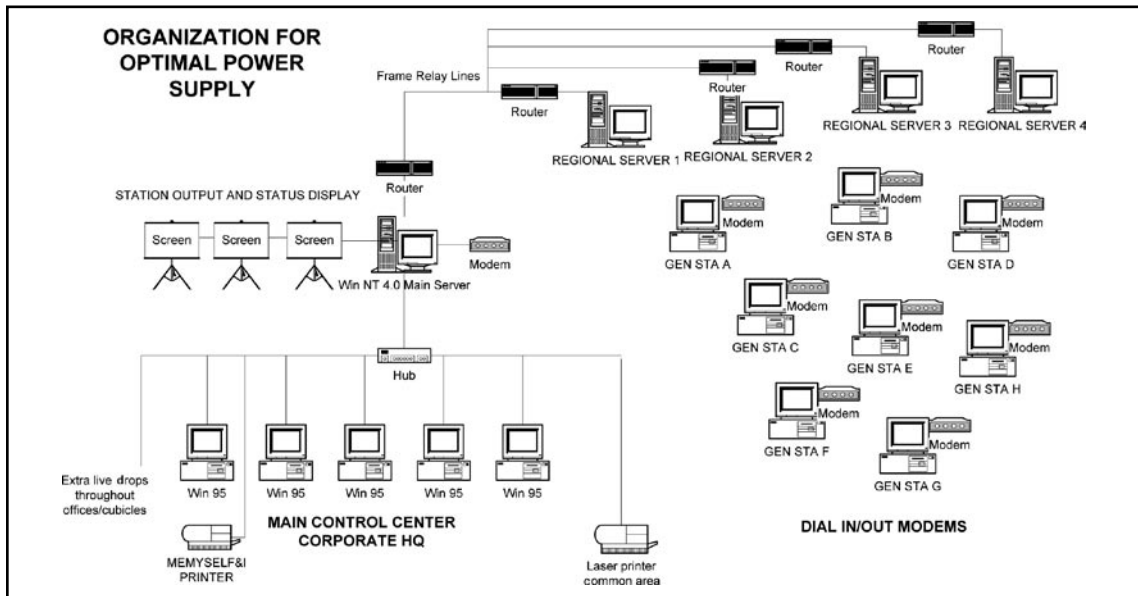 ORGANIZATION FOR
OPTIMAL POWER
SUPPLY
Frame Relay Lines
Router
Router
Router
Router
REGIONAL SERVER 1
REGIONAL SERVER 2
REGIONAL SERVER 3
REGIONAL SERVER 4
Router
STATION OUTPUT AND STATUS DISPLAY
Screen
Screen
Screen
Modem
Win NT 4.0 Main Server
Modem
GEN STA A
Modem
GEN STA B
Modem
GEN STA D
Modem
GEN STA C
Modem
GEN STA E
Modem
GEN STA H
Modem
GEN STA F
Modem
GEN STA G
DIAL IN/OUT MODEMS
Hub
Win 95
Win 95
Win 95
Win 95
Win 95
Extra live drops
throughout
offices/cubicles
MAIN CONTROL CENTER
CORPORATE HQ
MEMYSELF&I
PRINTER
Laser printer
common area